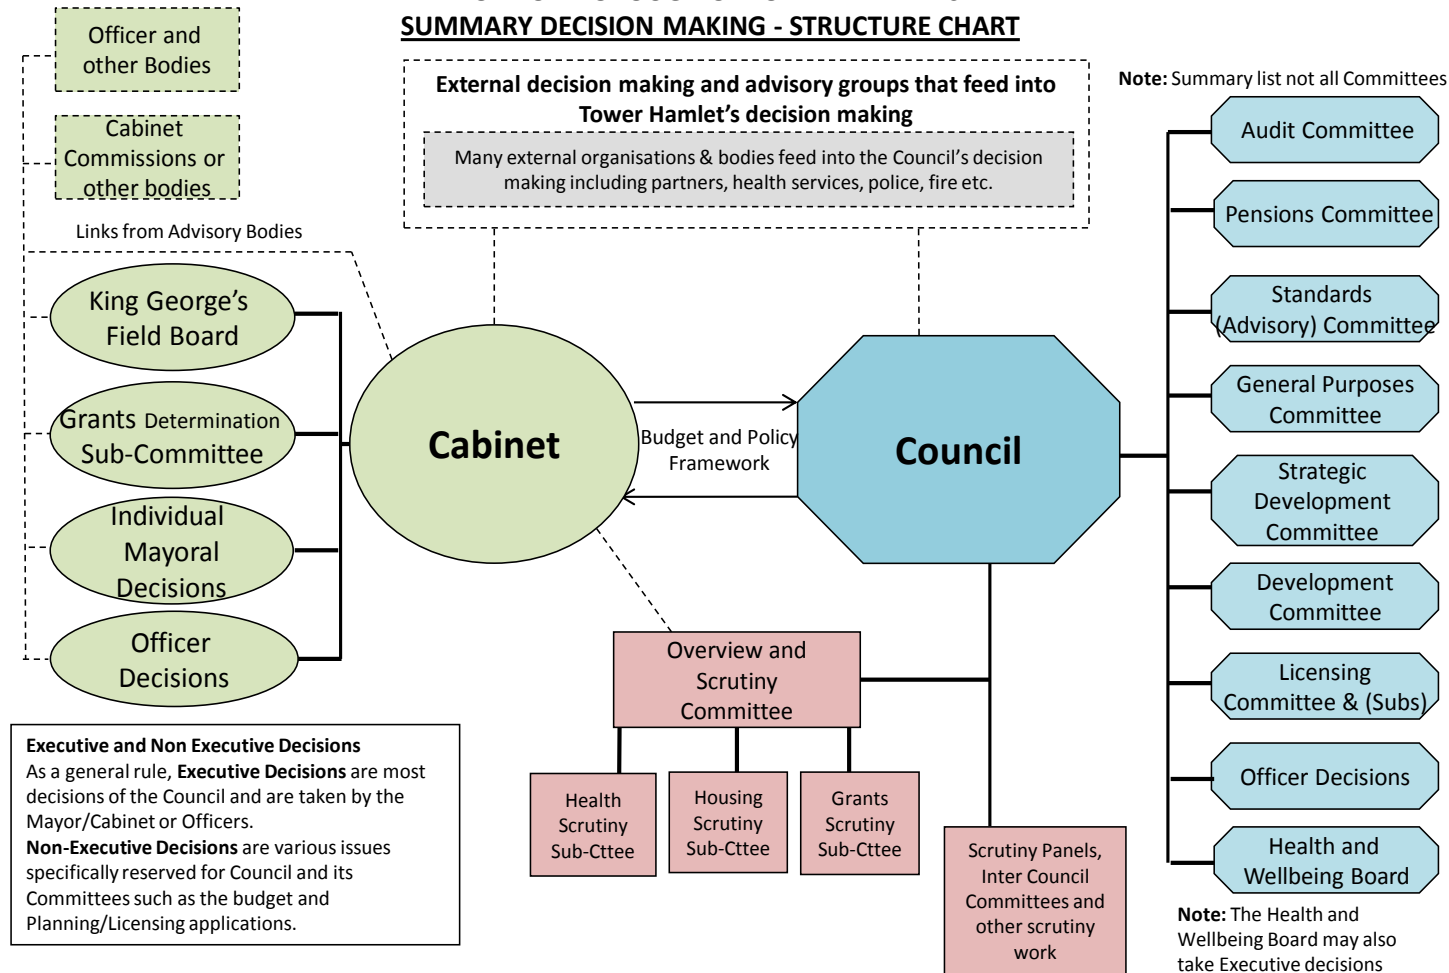 SUMMARY DECISION MAKING - STRUCTURE CHART
Officer and
other Bodies
Cabinet
Commissions or
other bodies
Links from Advisory Bodies
External decision making and advisory groups that feed into
Tower Hamlet's decision making
Many external organisations & bodies feed into the Council's decision
making including partners, health services, police, fire etc.
Note: Summary list not all Committees
King George's
Field Board
Grants Determination
Sub-Committee
Individual
Mayoral
Decisions
Officer
Decisions
Cabinet
Budget and Policy
Framework
Council
Audit Committee
Pensions Committee
Standards
(Advisory) Committee
General Purposes
Committee
Strategic
Development
Committee
Development
Committee
Licensing
Committee & (Subs)
Officer Decisions
Health and
Wellbeing Board
Note: The Health and
Wellbeing Board may also
take Executive decisions
Overview and
Scrutiny
Committee
Health
Scrutiny
Sub-Cttee
Housing
Scrutiny
Sub-Cttee
Grants
Scrutiny
Sub-Cttee
Scrutiny Panels,
Inter Council
Committees and
other scrutiny
work
Executive and Non Executive Decisions
As a general rule, Executive Decisions are most
decisions of the Council and are taken by the
Mayor/Cabinet or Officers.
Non-Executive Decisions are various issues
specifically reserved for Council and its
Committees such as the budget and
Planning/Licensing applications.